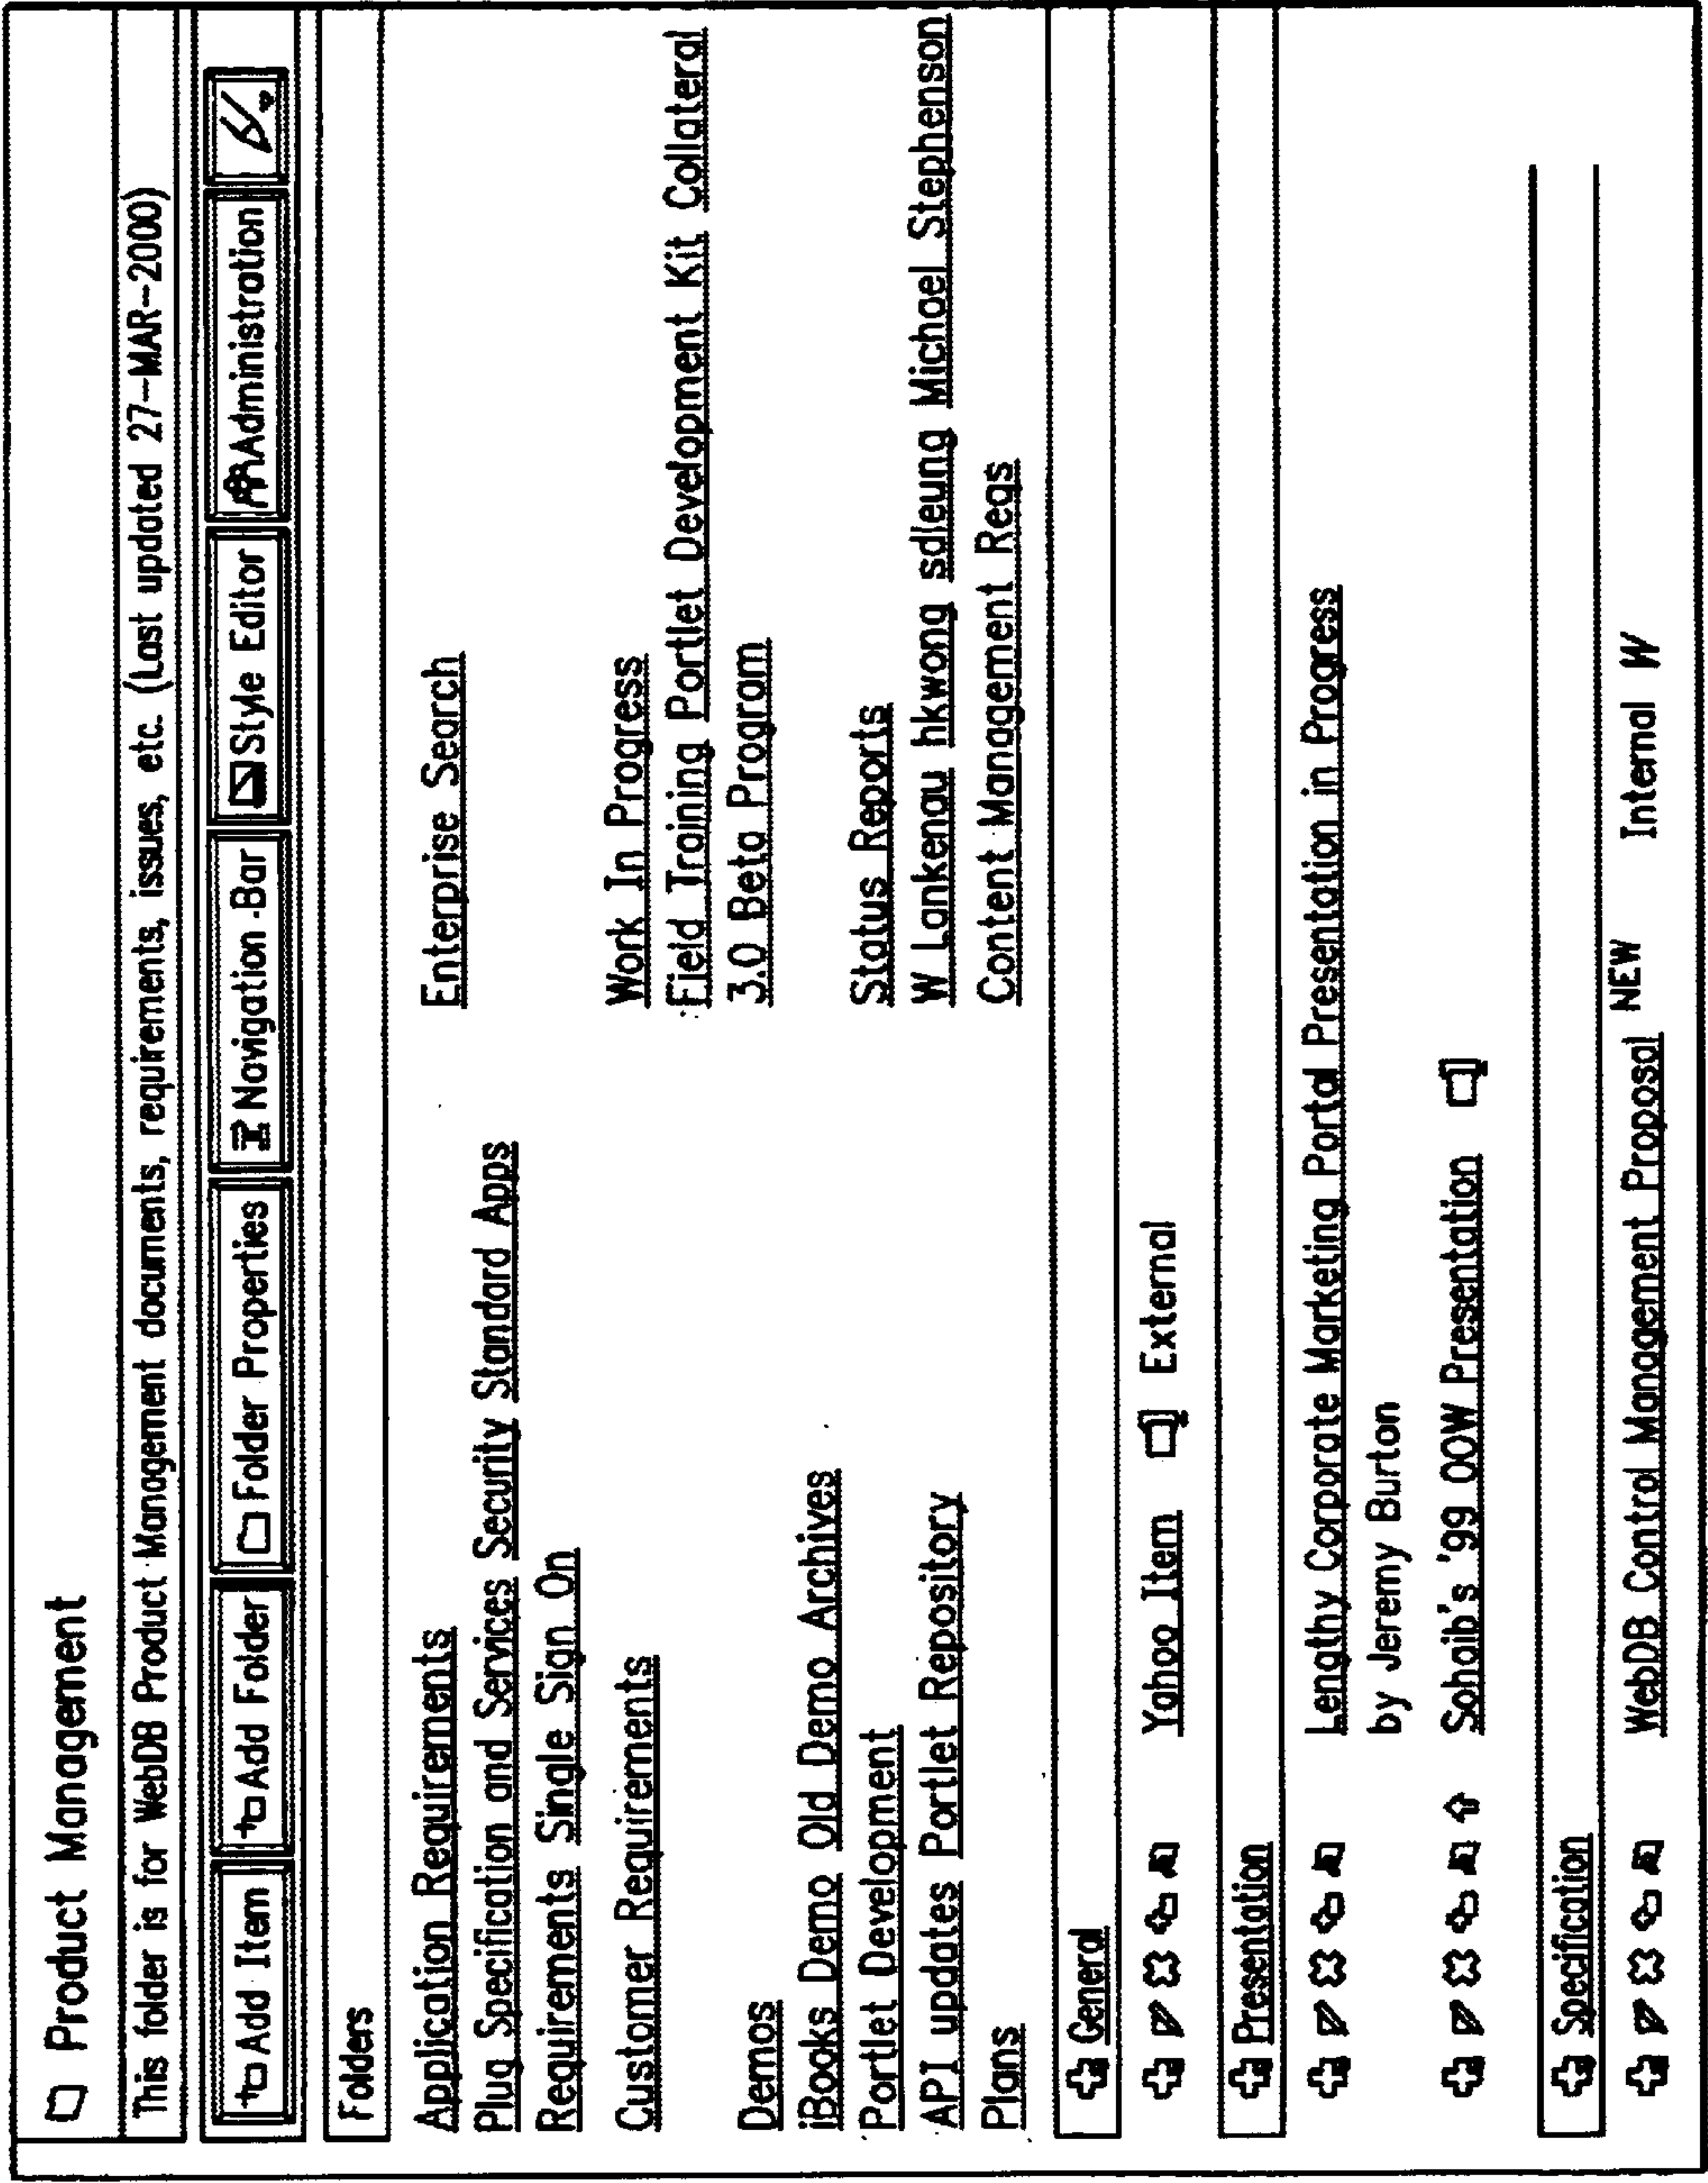 Product Management
This folder is for WebDB Product Management documents, requirements, issues, etc. (Last updated 27-MAR-2000)
Add Item Add Folder Folder Properties Navigation Bar Style Editor Administration
Folders
Application Requirements Enterprise Search
Plug Specification and Services Security Standard Apps
Requirements Single Sign On
Customer Requirements Work In Progress
Field Training Portlet Development Kit Collateral
Demos 3.0 Beta Program
iBooks Demo Old Demo Archives
Portlet Development Status Reports
API updates Portlet Repository W Lankenau hkwong sdleung Michael Stephenson
Plans Content Management Reqs
General
Yahoo Item External
Presentation
Lengthy Corporate Marketing Portal Presentation in Progress
by Jeremy Burton
Sohaib's '99 OOW Presentation
Specification
WebDB Control Management Proposal NEW Internal W